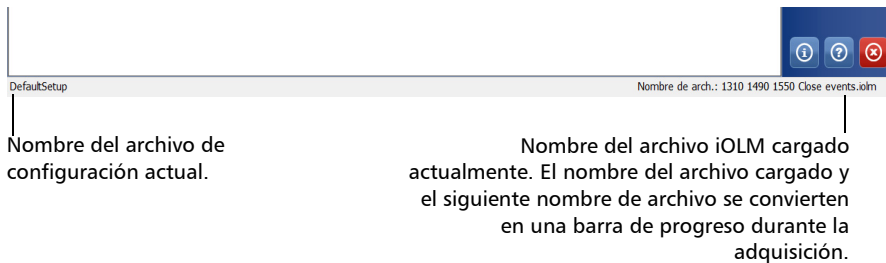 DefaultSetup
Nombre de arch.: 1310 1490 1550 Close events.iolm
Nombre del archivo de
configuración actual.
Nombre del archivo iOLM cargado
actualmente. El nombre del archivo cargado y
el siguiente nombre de archivo se convierten
en una barra de progreso durante la
adquisición.